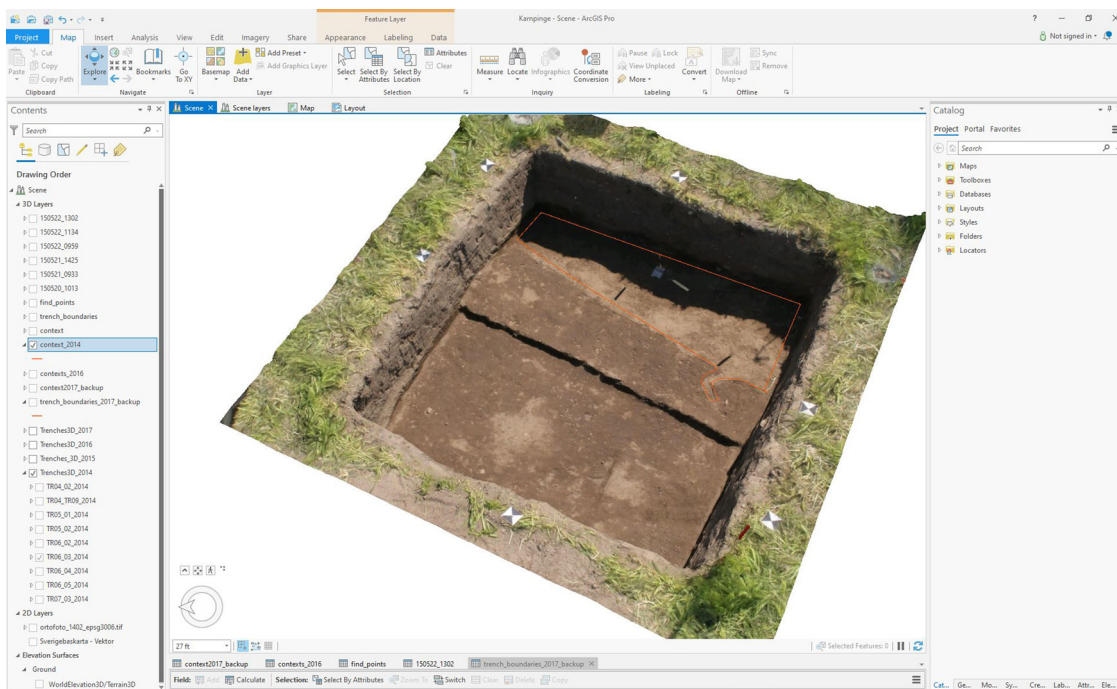 Feature Layer
Kampinge - Scene - ArcGIS Pro
?
Project Map Insert Analysis View Edit Imagery Share Appearance Labeling Data
Not signed in
Paste
Cut
Copy
Copy Path
Clipboard
Explore
Bookmarks
Go To XY
Navigate
Basemap
Add Data
Add Preset
Add Graphics Layer
Layer
Select
Select By Attributes
Select By Location
Attributes
Clear
Selection
Measure
Locate
Infographics
Coordinate Conversion
Inquiry
Pause
Lock
View Unplaced
More
Convert
Labeling
Download Map
Sync
Remove
Offline
Contents
Search
Drawing Order
Scene
3D Layers
150522_1302
150522_1134
150522_0959
150521_1425
150521_0933
150520_1013
find_points
trench_boundaries
context
context_2014
contexts_2016
context2017_backup
trench_boundaries_2017_backup
Trenches3D_2017
Trenches3D_2016
Trenches_3D_2015
Trenches3D_2014
TR04_02_2014
TR04_TR09_2014
TR05_01_2014
TR05_02_2014
TR06_02_2014
TR06_03_2014
TR06_04_2014
TR06_05_2014
TR07_03_2014
2D Layers
ortofoto_1402_epsg3006.tif
Sverigebaskarta - Vektor
Elevation Surfaces
Ground
WorldElevation3D/Terrain3D
Scene Scene layers Map Layout
27 ft
Selected Features: 0
context2017_backup contexts_2016 find_points 150522_1302 trench_boundaries_2017_backup
Field: Add Calculate Selection: Select By Attributes Zoom To Switch Clear Delete Copy
Catalog
Project Portal Favorites
Search
Maps
Toolboxes
Databases
Layouts
Styles
Folders
Locators
Cat... Ge... Mo... Sy... Cre... Lab... Attr... Ele...